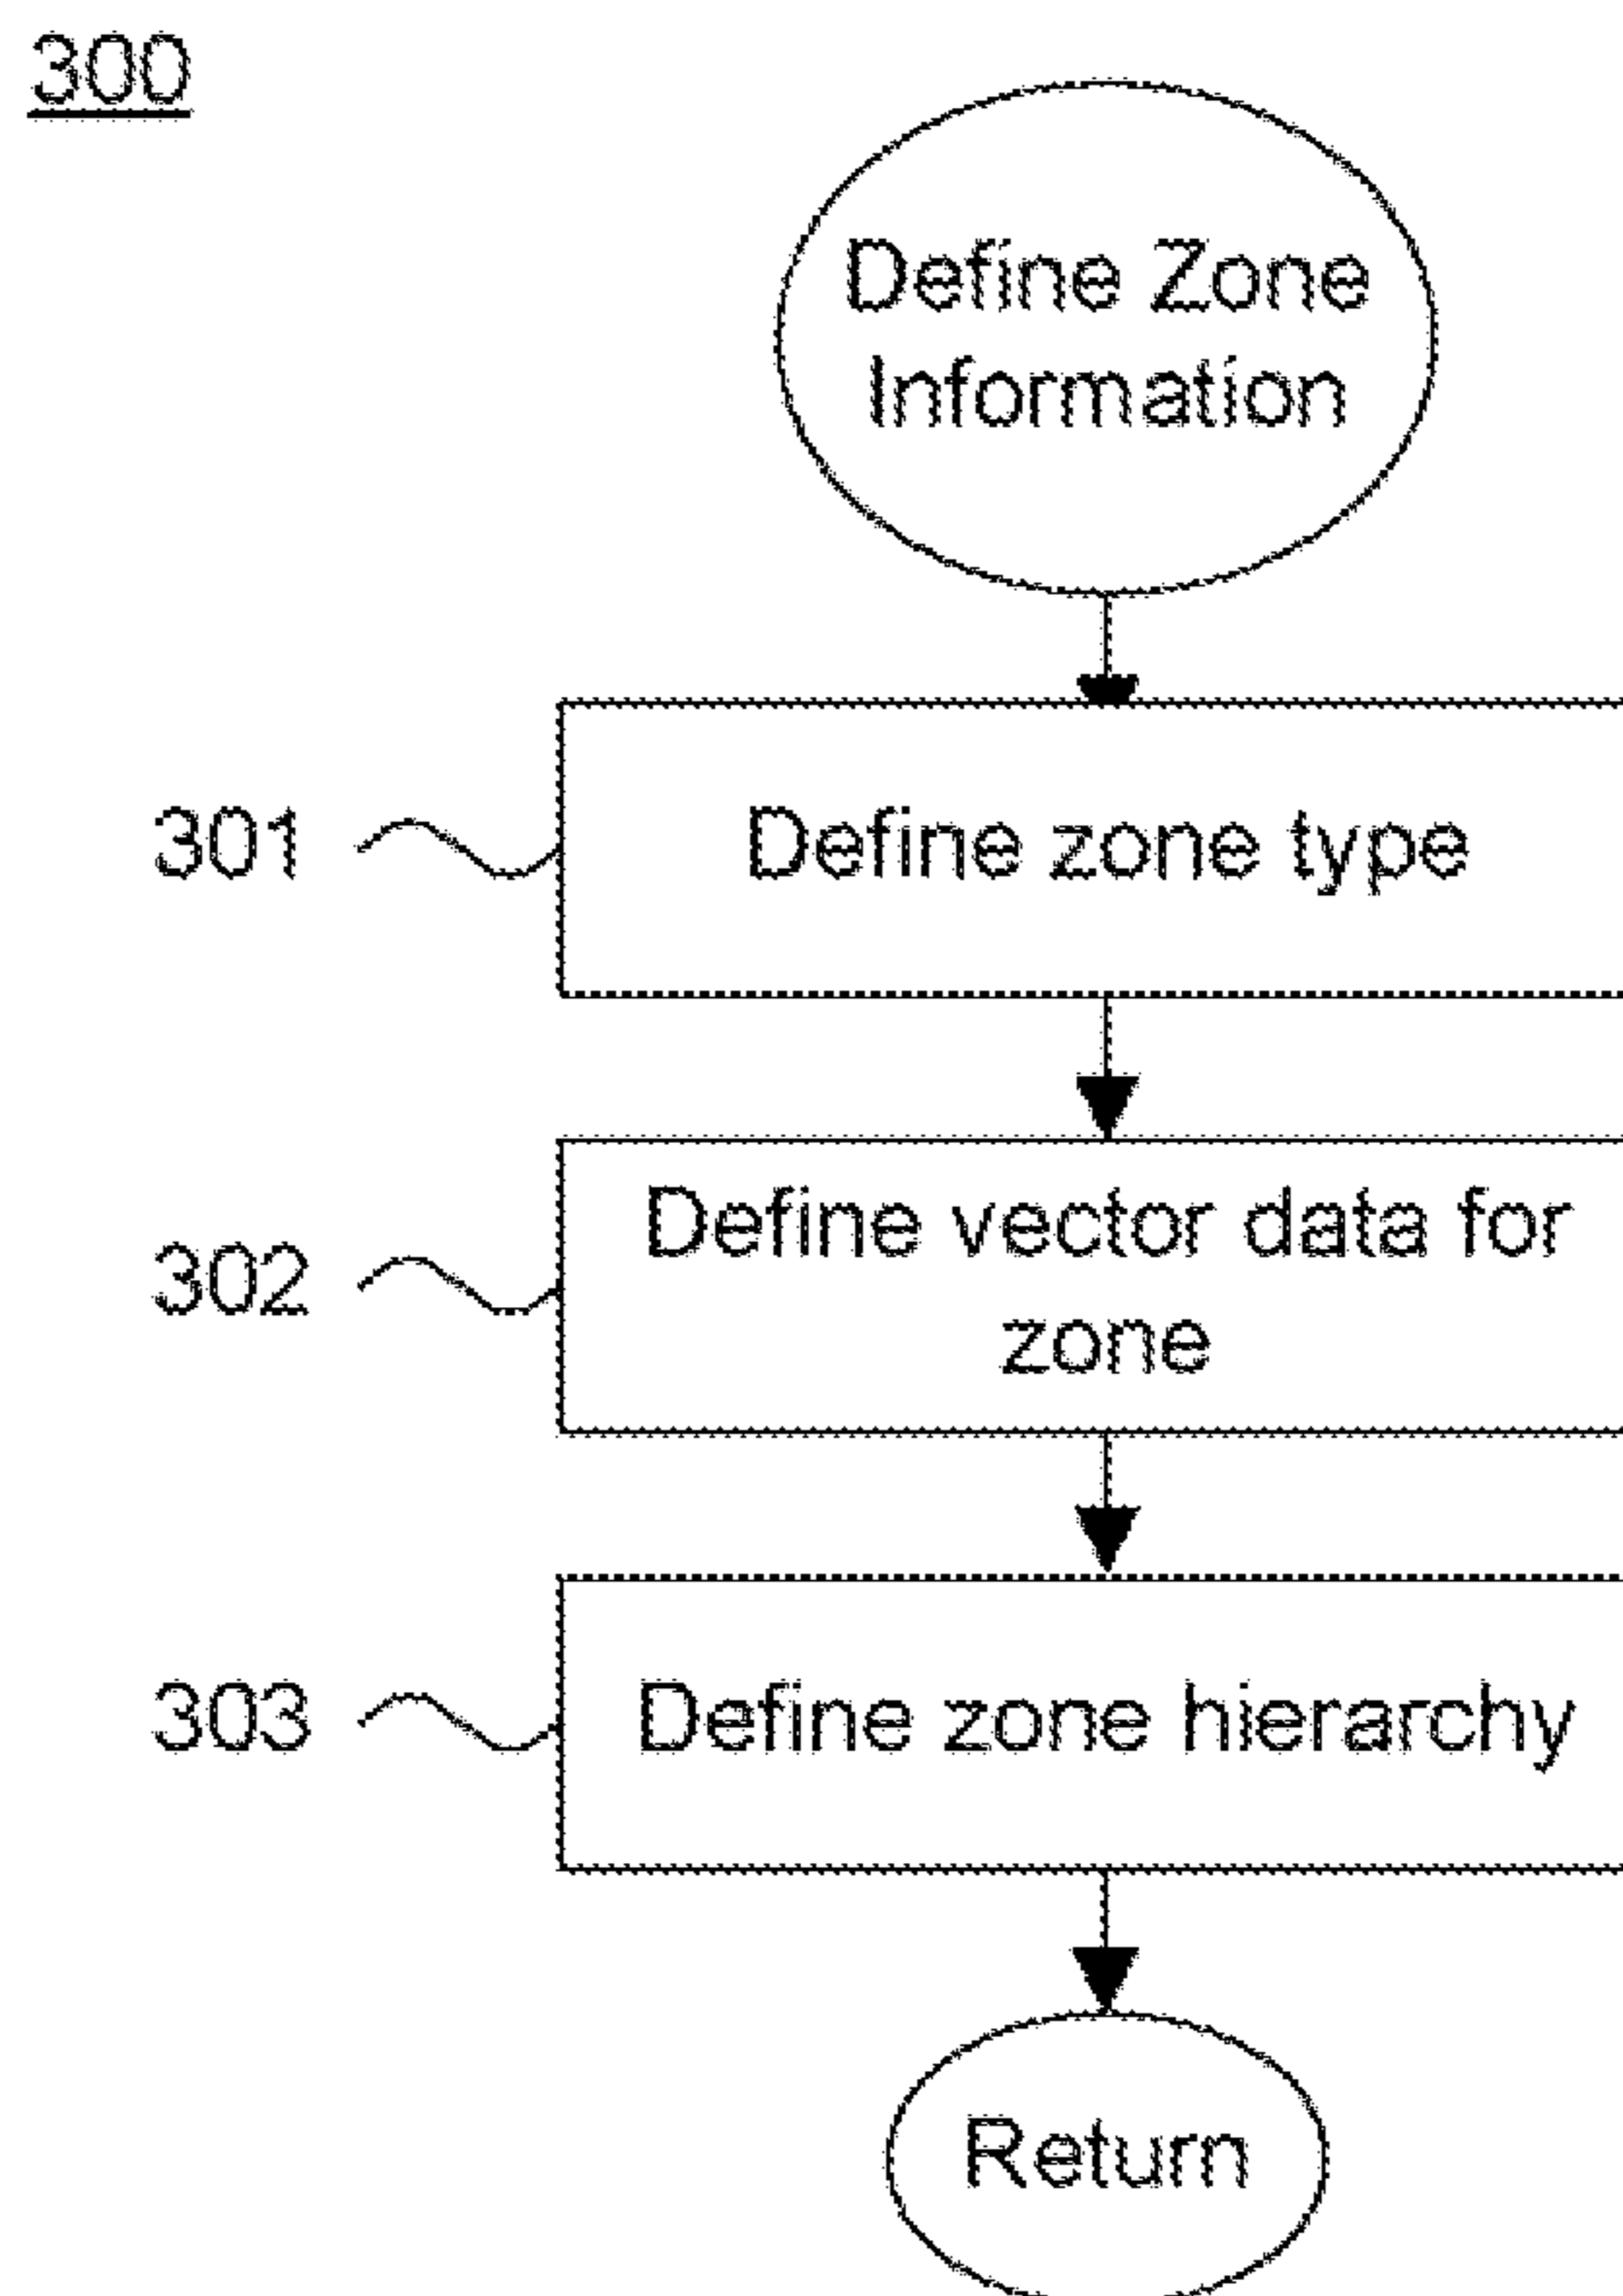 300
Define Zone
Information
301
Define zone type
302
Define vector data for
zone
303
Define zone hierarchy
Return